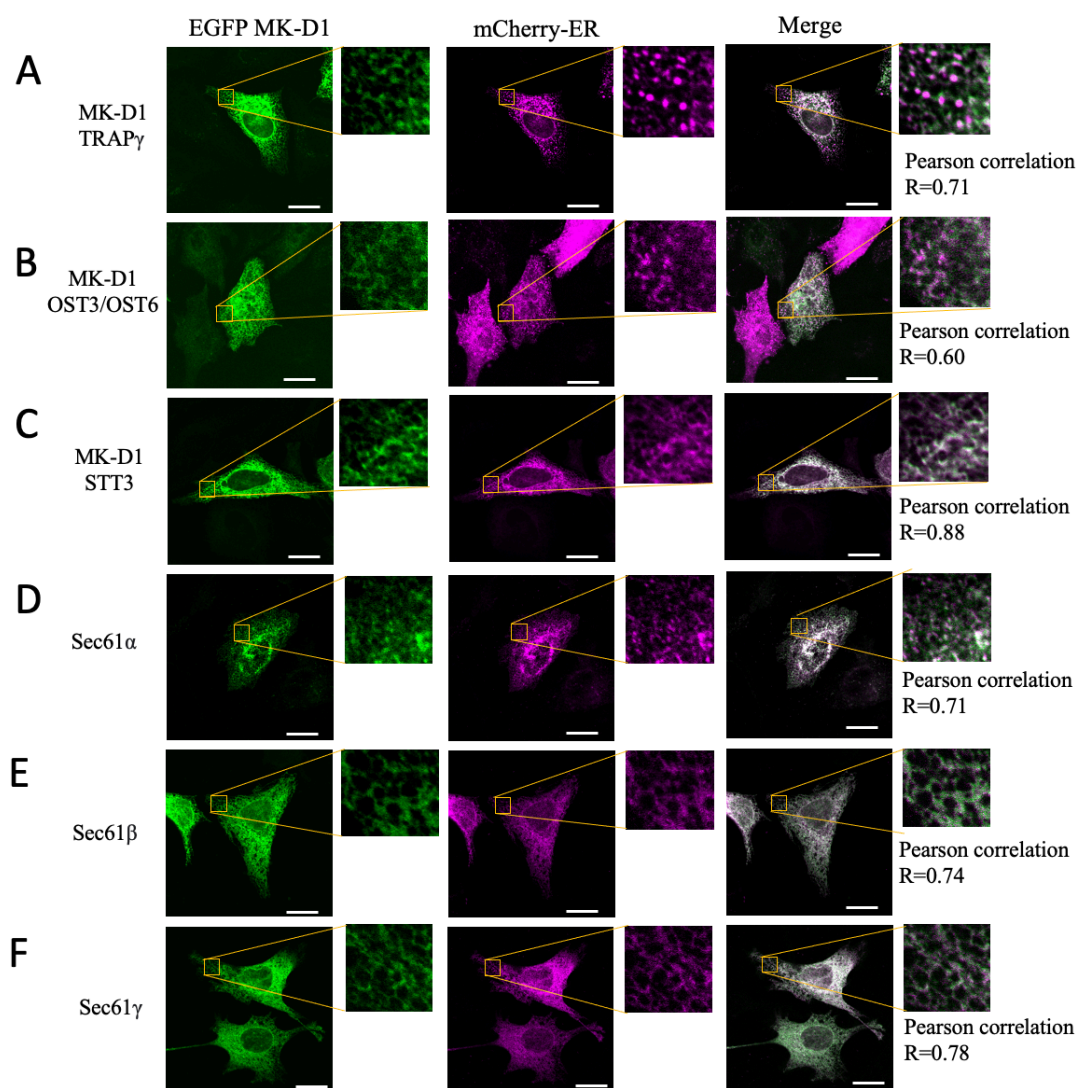 EGFP MK-D1 mCherry-ER Merge
A
MK-D1
TRAPγ
Pearson correlation
R=0.71
B
MK-D1
OST3/OST6
Pearson correlation
R=0.60
C
MK-D1
STT3
Pearson correlation
R=0.88
D
Sec61α
Pearson correlation
R=0.71
E
Sec61β
Pearson correlation
R=0.74
F
Sec61γ
Pearson correlation
R=0.78